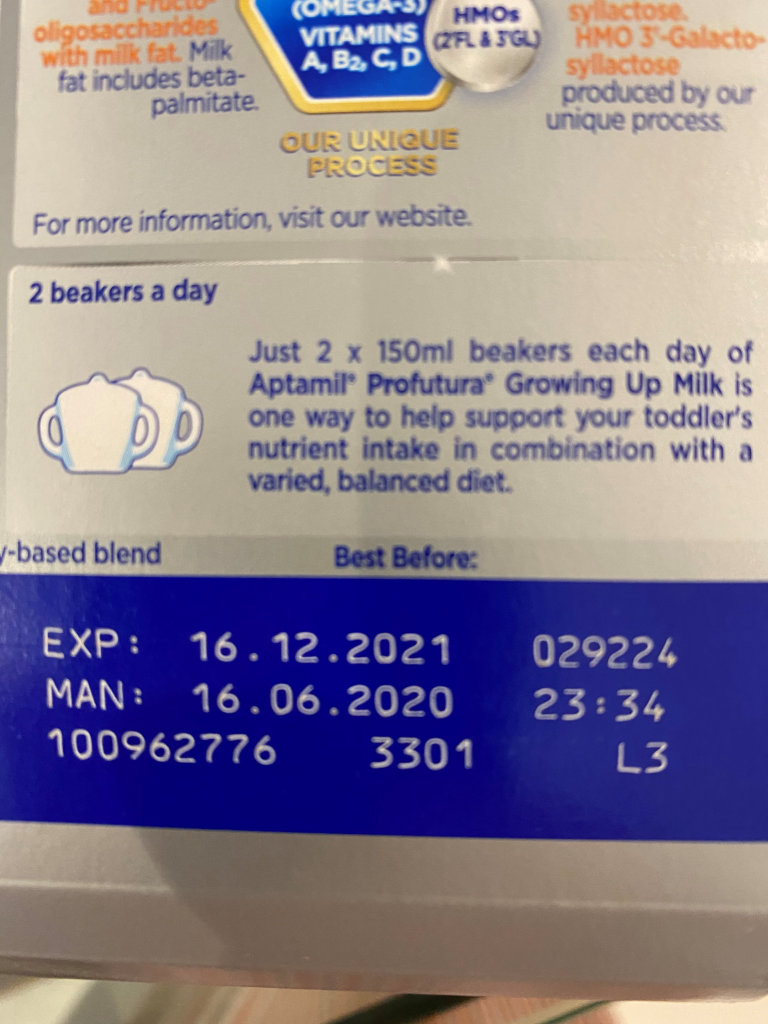 and Fructo-
oligosaccharides
with milk fat. Milk
fat includes beta-
palmitate.
(OMEGA-3)
VITAMINS
A, B2, C, D
HMOs
(2'FL & 3'GL)
syllactose.
HMO 3'-Galacto-
syllactose
produced by our
unique process.
OUR UNIQUE
PROCESS
For more information, visit our website.
2 beakers a day
Just 2 x 150ml beakers each day of
Aptamil® Profutura® Growing Up Milk is
one way to help support your toddler's
nutrient intake in combination with a
varied, balanced diet.
y-based blend
Best Before:
EXP: 16.12.2021 029224
MAN: 16.06.2020 23:34
100962776 3301 L3